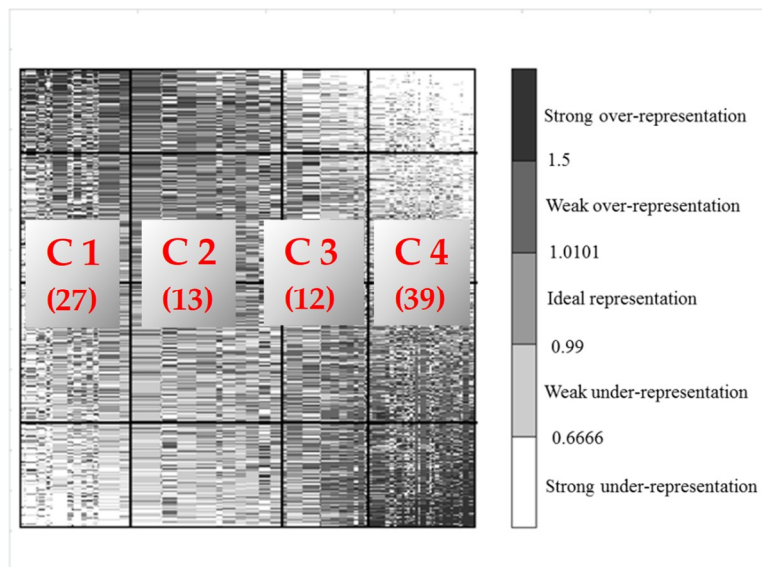 C 1
(27)
C 2
(13)
C 3
(12)
C 4
(39)
Strong over-representation
1.5
Weak over-representation
1.0101
Ideal representation
0.99
Weak under-representation
0.6666
Strong under-representation